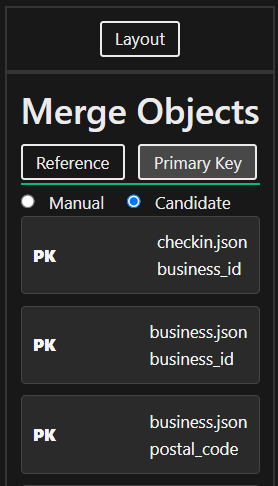 Layout
Merge Objects
Reference Primary Key
Manual Candidate
checkin.json
PK
business_id
business.json
PK
business_id
business.json
PK
postal_code